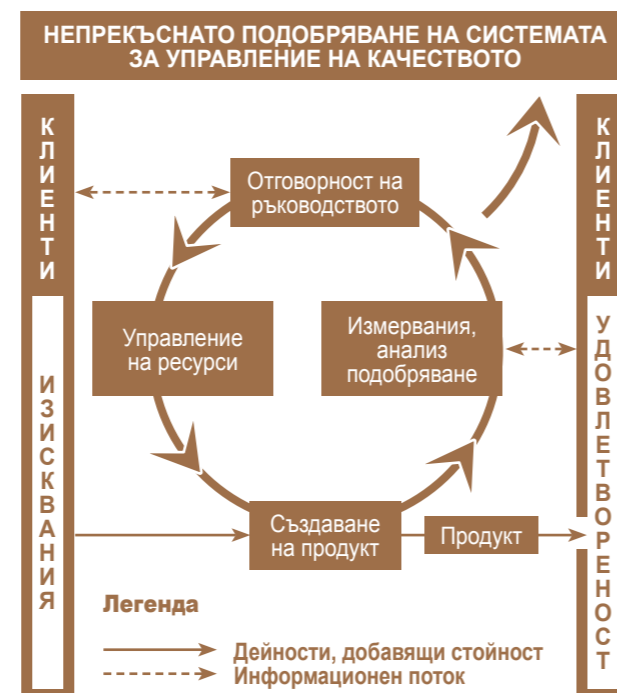 НЕПРЕКЪСНАТО ПОДОБРЯВАНЕ НА СИСТЕМАТА
ЗА УПРАВЛЕНИЕ НА КАЧЕСТВОТО
КЛИЕНТИ
ИЗИСКВАНИЯ
Отговорност на
ръководството
Управление
на ресурси
Измервания,
анализ
подобряване
Създаване
на продукт
Продукт
КЛИЕНТИ
УДОВЛЕТВОРЕНОСТ
Легенда
Дейности, добавящи стойност
Информационен поток